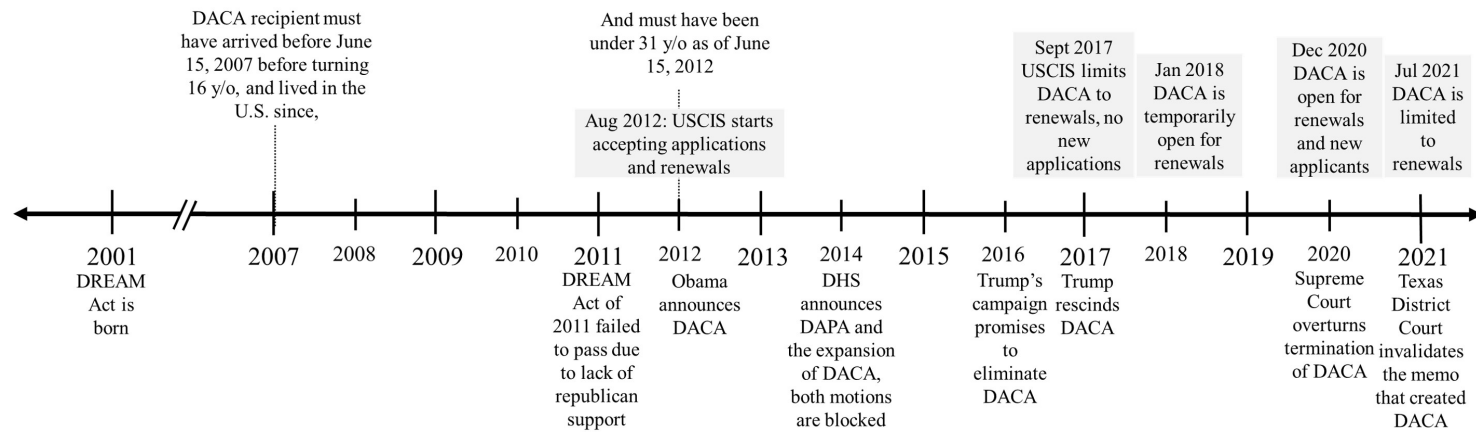 DACA recipient must
have arrived before June
15, 2007 before turning
16 y/o, and lived in the
U.S. since,
And must have been
under 31 y/o as of June
15, 2012
Aug 2012: USCIS starts
accepting applications
and renewals
Sept 2017
USCIS limits
DACA to
renewals, no
new
applications
Jan 2018
DACA is
temporarily
open for
renewals
Dec 2020
DACA is
open for
renewals
and new
applicants
Jul 2021
DACA is
limited
to
renewals
2001
DREAM
Act is
born
2007
2008
2009
2010
2011
DREAM
Act of
2011 failed
to pass due
to lack of
republican
support
2012
Obama
announces
DACA
2013
2014
DHS
announces
DAPA and
the expansion
of DACA,
both motions
are blocked
2015
2016
Trump’s
campaign
promises
to
eliminate
DACA
2017
Trump
rescinds
DACA
2018
2019
2020
Supreme
Court
overturns
termination
of DACA
2021
Texas
District
Court
invalidates
the memo
that created
DACA